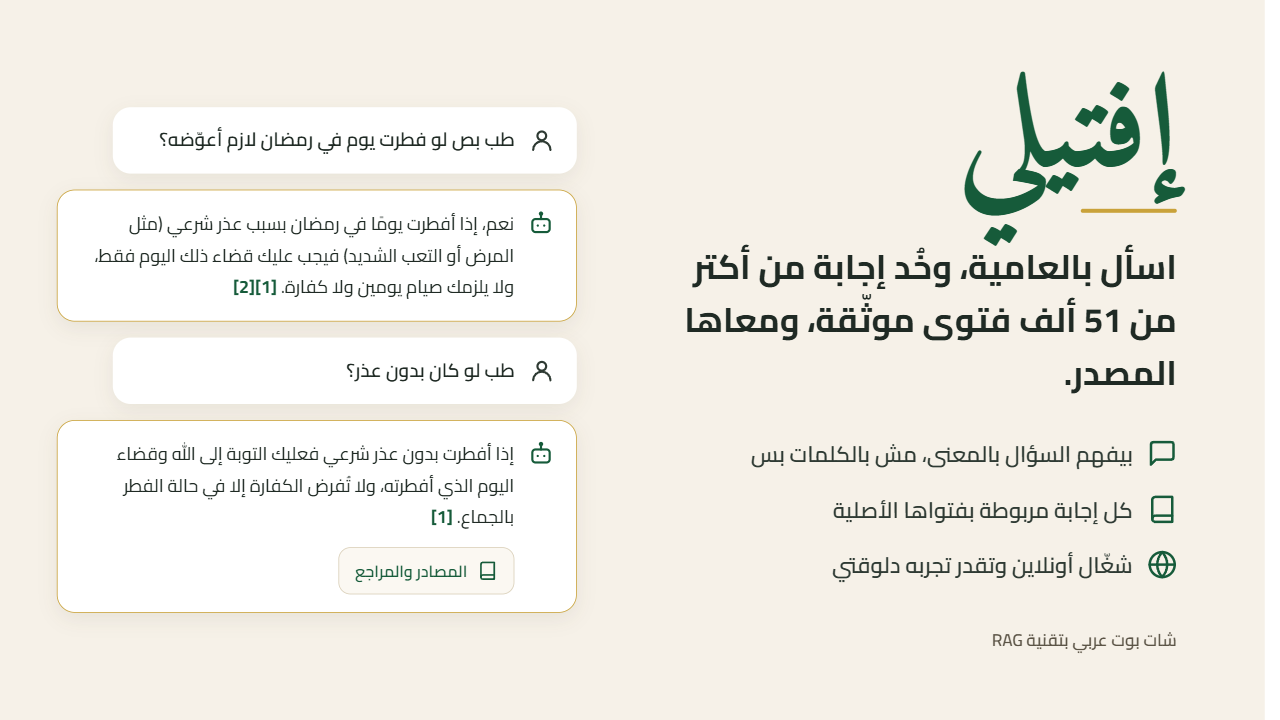 إفتيلي
اسأل بالعامية، وخُد إجابة من أكتر
من 51 ألف فتوى موثّقة، ومعاها
المصدر.
بيفهم السؤال بالمعنى، مش بالكلمات بس
كل إجابة مربوطة بفتواها الأصلية
شغّال أونلاين وتقدر تجربه دلوقتي
شات بوت عربي بتقنية RAG
طب بص لو فطرت يوم في رمضان لازم أعوّضه؟
نعم، إذا أفطرت يومًا في رمضان بسبب عذر شرعي (مثل
المرض أو التعب الشديد) فيجب عليك قضاء ذلك اليوم فقط،
ولا يلزمك صيام يومين ولا كفارة. [1][2]
طب لو كان بدون عذر؟
إذا أفطرت بدون عذر شرعي فعليك التوبة إلى الله وقضاء
اليوم الذي أفطرته، ولا تُفرض الكفارة إلا في حالة الفطر
بالجماع. [1]
المصادر والمراجع